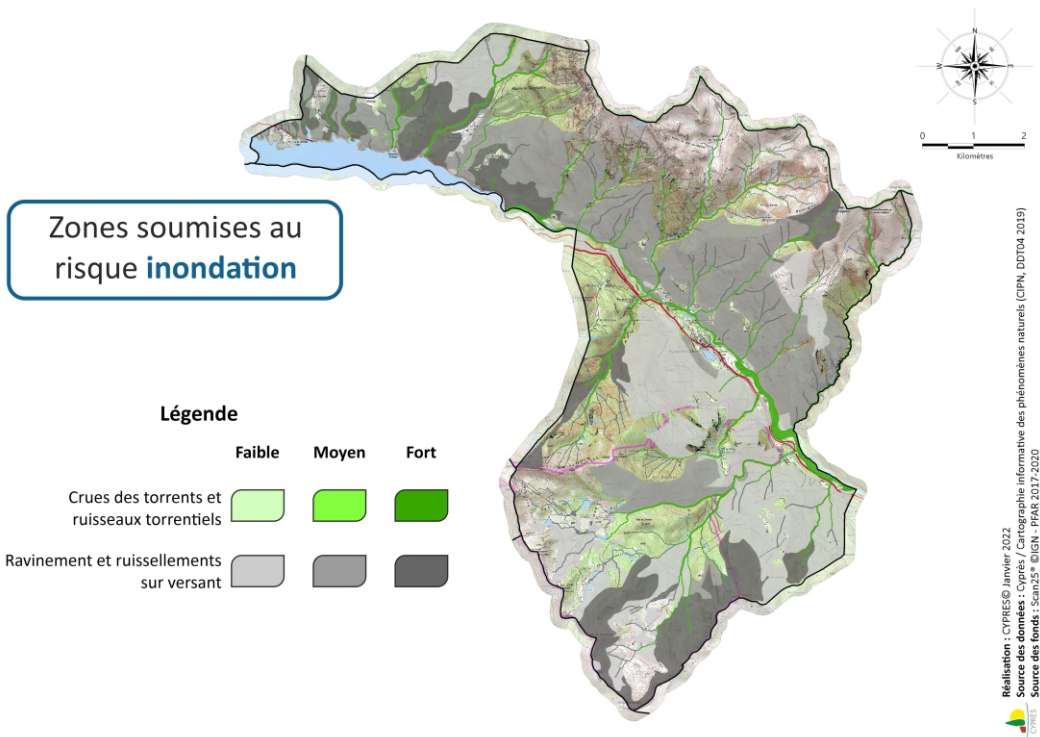 N
W
E
S
0 1 2
Kilomètres
Zones soumises au
risque inondation
Légende
Faible Moyen Fort
Crues des torrents et
ruisseaux torrentiels
Ravinement et ruissellements
sur versant
Réalisation : CYPRES© Janvier 2022
Source des données : Cyprès / Cartographie informative des phénomènes naturels (CIPN, DDT04 2019)
Source des fonds : Scan25® ©IGN - PFAR 2017-2020
CYPRES